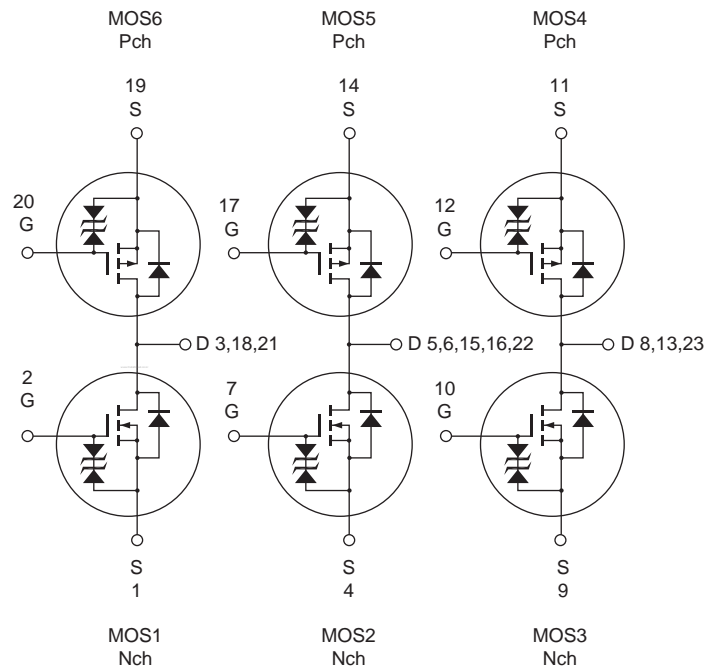 MOS6 MOS5 MOS4
Pch Pch Pch
19 14 11
S S S
20 17 12
G G G
D 3,18,21 D 5,6,15,16,22 D 8,13,23
2 7 10
G G G
S S S
1 4 9
MOS1 MOS2 MOS3
Nch Nch Nch